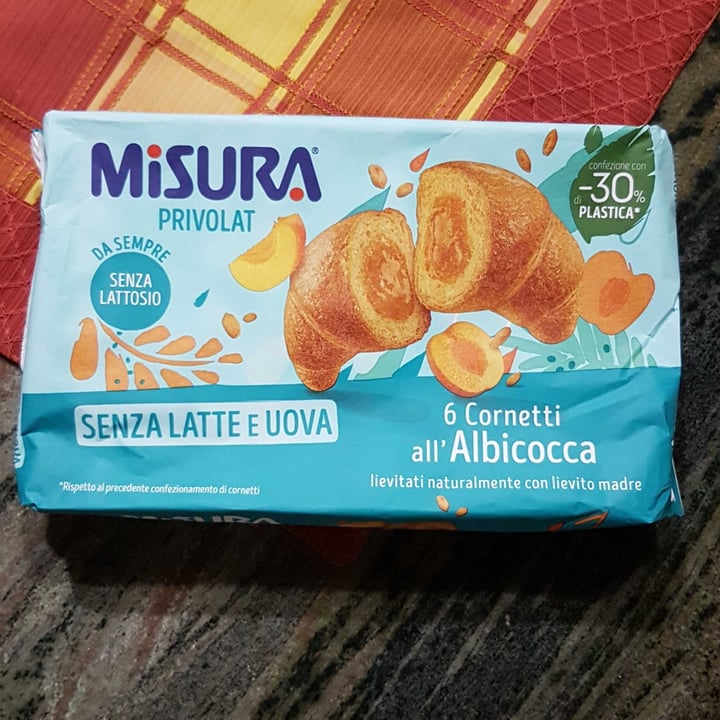 MiSURA®
PRIVOLAT
DA SEMPRE
SENZA
LATTOSIO
confezione con
di -30%
PLASTICA*
SENZA LATTE E UOVA
6 Cornetti
all'Albicocca
lievitati naturalmente con lievito madre
*Rispetto al precedente confezionamento di cornetti
MISURA